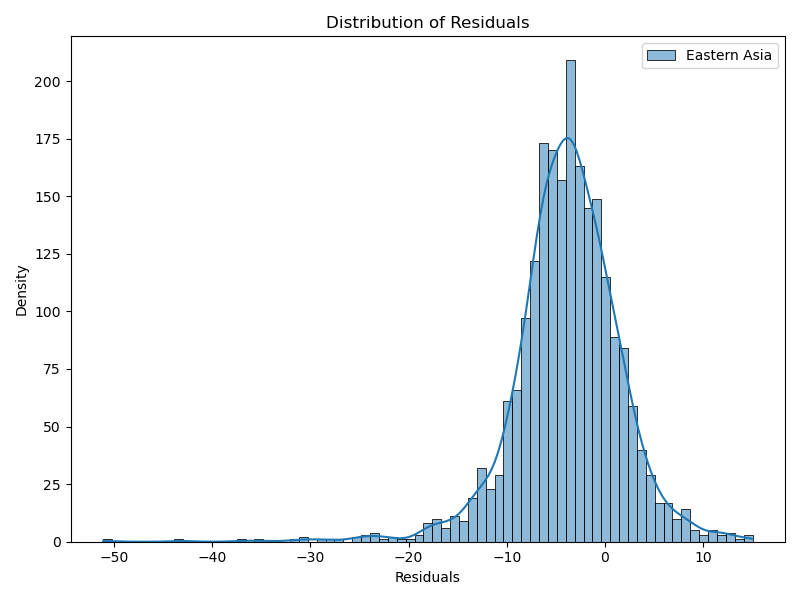 Distribution of Residuals
Eastern Asia
200
175
150
125
100
75
50
25
0
Density
−50 −40 −30 −20 −10 0 10
Residuals